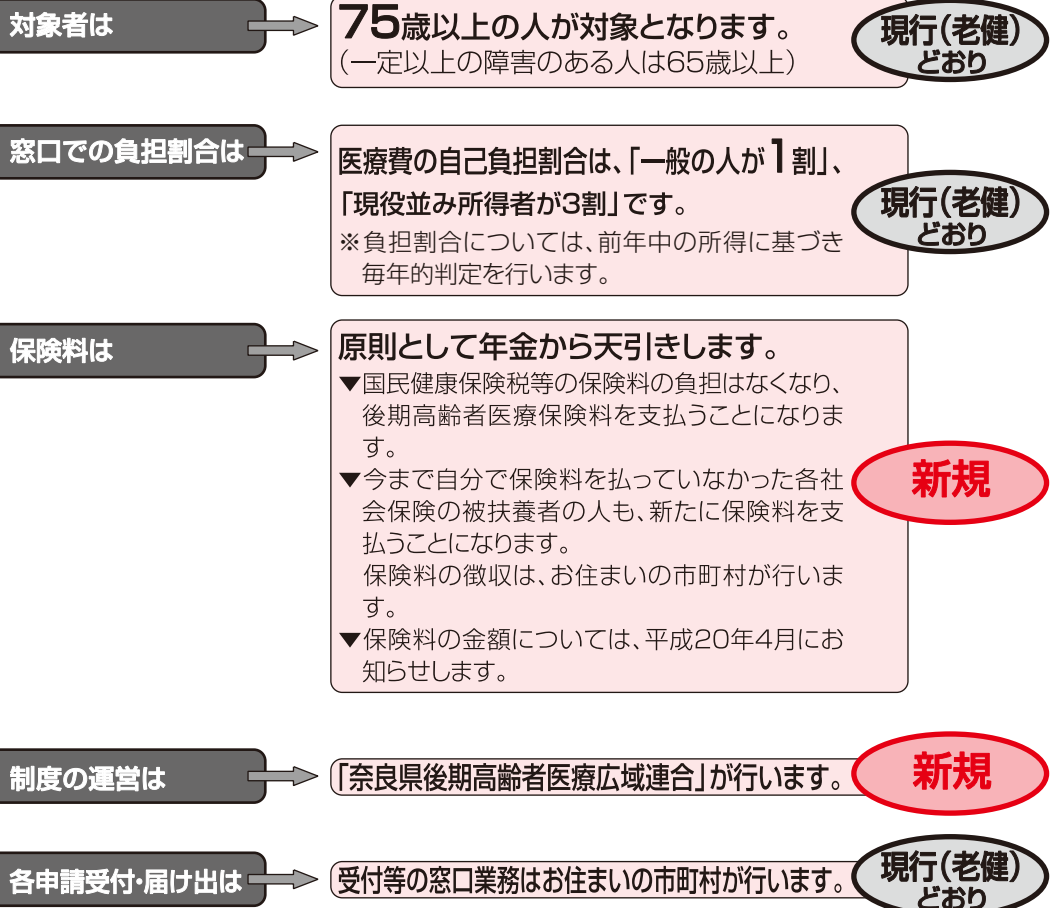 対象者は
75歳以上の人が対象となります。
(一定以上の障害のある人は65歳以上)
現行(老健)
どおり
窓口での負担割合は
医療費の自己負担割合は、「一般の人が1割」、
「現役並み所得者が3割」です。
※負担割合については、前年中の所得に基づき
毎年的判定を行います。
現行(老健)
どおり
保険料は
原則として年金から天引きします。
▼国民健康保険税等の保険料の負担はなくなり、
後期高齢者医療保険料を支払うことになりま
す。
▼今まで自分で保険料を払っていなかった各社
会保険の被扶養者の人も、新たに保険料を支
払うことになります。
保険料の徴収は、お住まいの市町村が行いま
す。
▼保険料の金額については、平成20年4月にお
知らせします。
新規
制度の運営は
「奈良県後期高齢者医療広域連合」が行います。
新規
各申請受付・届け出は
受付等の窓口業務はお住まいの市町村が行います。
現行(老健)
どおり